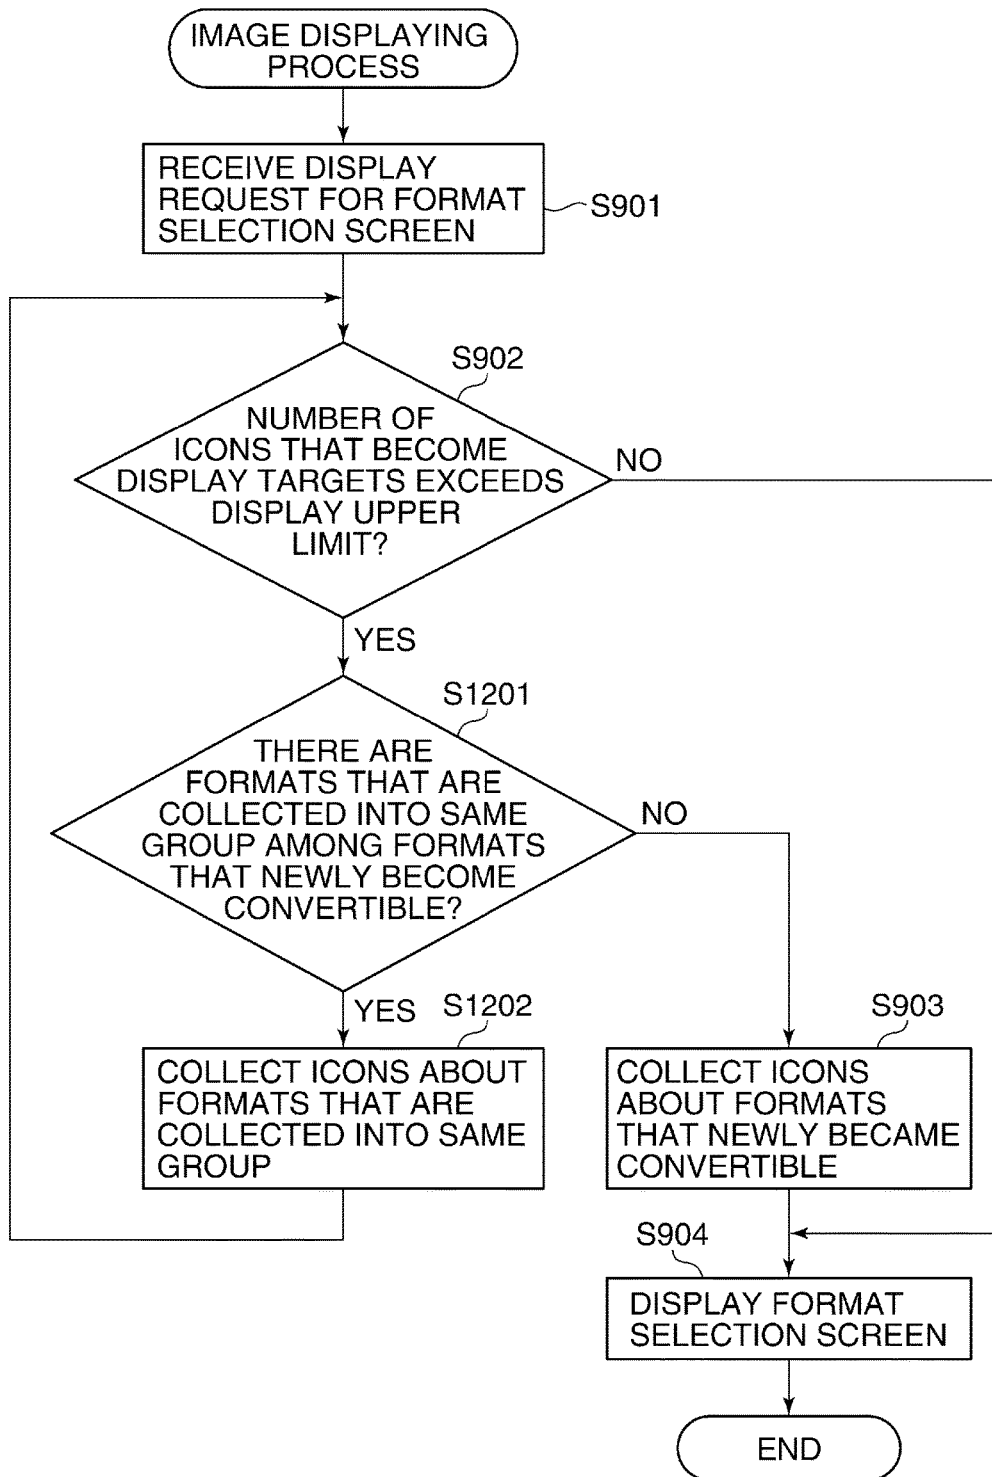 IMAGE DISPLAYING
PROCESS
RECEIVE DISPLAY
REQUEST FOR FORMAT
SELECTION SCREEN
S901
S902
NUMBER OF
ICONS THAT BECOME
DISPLAY TARGETS EXCEEDS
DISPLAY UPPER
LIMIT?
NO
YES
S1201
THERE ARE
FORMATS THAT ARE
COLLECTED INTO SAME
GROUP AMONG FORMATS
THAT NEWLY BECOME
CONVERTIBLE?
NO
YES
S1202
COLLECT ICONS ABOUT
FORMATS THAT ARE
COLLECTED INTO SAME
GROUP
S903
COLLECT ICONS
ABOUT FORMATS
THAT NEWLY BECAME
CONVERTIBLE
S904
DISPLAY FORMAT
SELECTION SCREEN
END